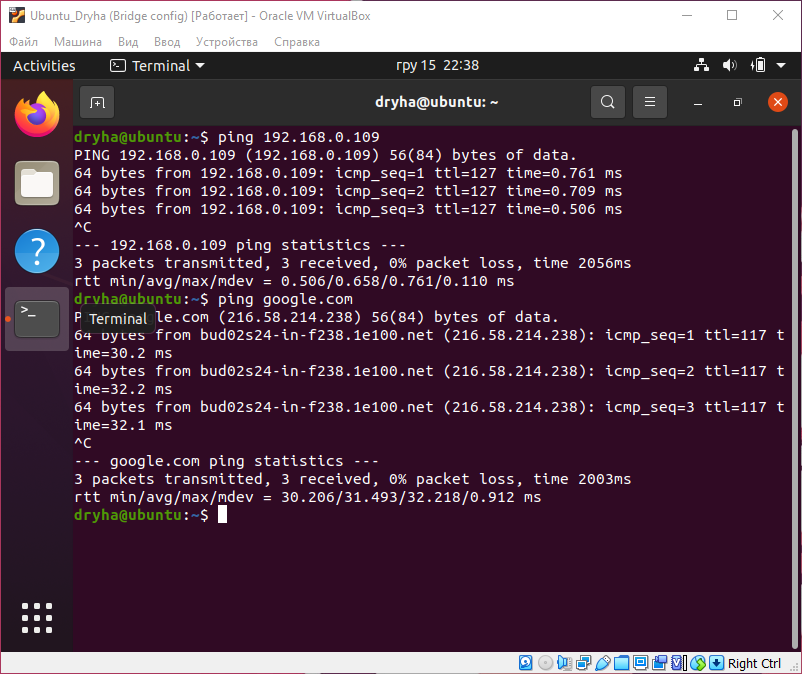 Ubuntu_Dryha (Bridge config) [Работает] - Oracle VM VirtualBox
Файл Машина Вид Ввод Устройства Справка
Activities Terminal гру 15 22:38
dryha@ubuntu: ~
dryha@ubuntu:~$ ping 192.168.0.109
PING 192.168.0.109 (192.168.0.109) 56(84) bytes of data.
64 bytes from 192.168.0.109: icmp_seq=1 ttl=127 time=0.761 ms
64 bytes from 192.168.0.109: icmp_seq=2 ttl=127 time=0.709 ms
64 bytes from 192.168.0.109: icmp_seq=3 ttl=127 time=0.506 ms
^C
--- 192.168.0.109 ping statistics ---
3 packets transmitted, 3 received, 0% packet loss, time 2056ms
rtt min/avg/max/mdev = 0.506/0.658/0.761/0.110 ms
dryha@ubuntu:~$ ping google.com
Terminal
P le.com (216.58.214.238) 56(84) bytes of data.
64 bytes from bud02s24-in-f238.1e100.net (216.58.214.238): icmp_seq=1 ttl=117 t
ime=30.2 ms
64 bytes from bud02s24-in-f238.1e100.net (216.58.214.238): icmp_seq=2 ttl=117 t
ime=32.2 ms
64 bytes from bud02s24-in-f238.1e100.net (216.58.214.238): icmp_seq=3 ttl=117 t
ime=32.1 ms
^C
--- google.com ping statistics ---
3 packets transmitted, 3 received, 0% packet loss, time 2003ms
rtt min/avg/max/mdev = 30.206/31.493/32.218/0.912 ms
dryha@ubuntu:~$
Right Ctrl